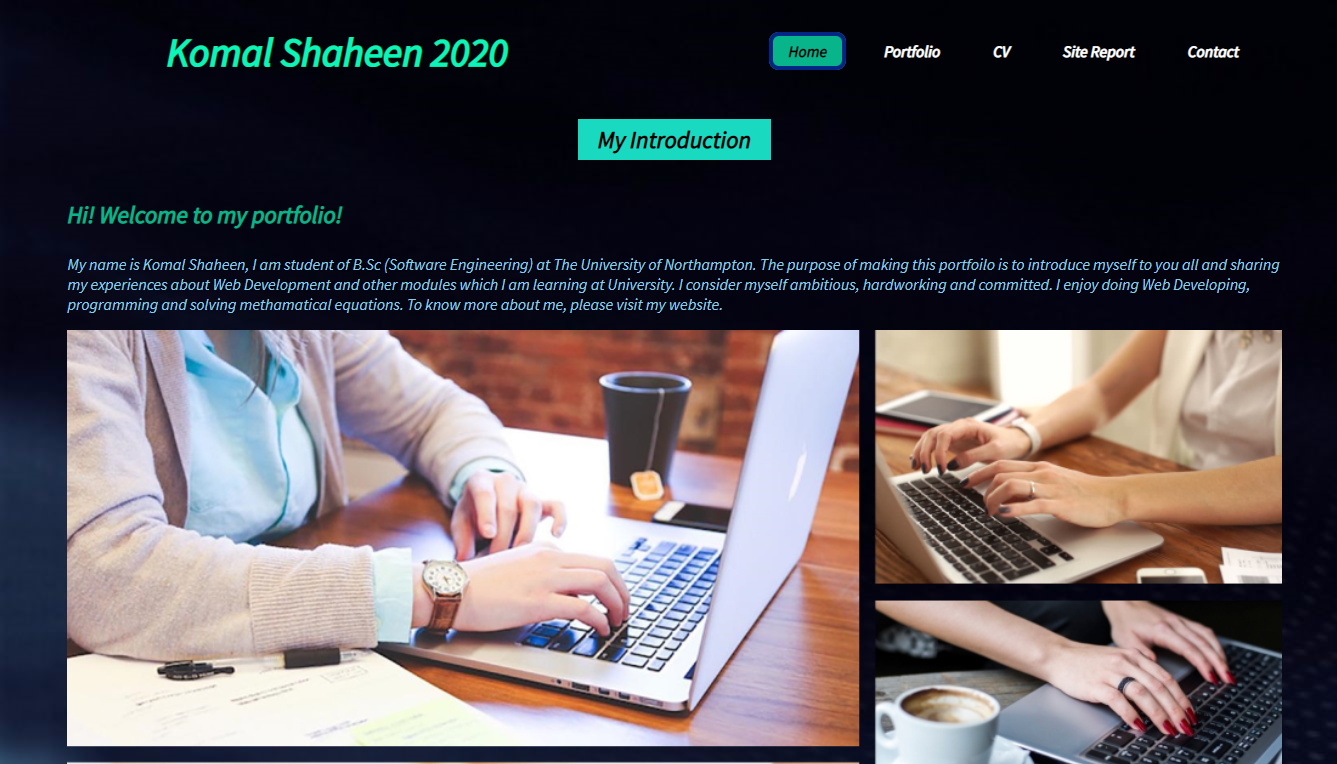 Komal Shaheen 2020
Home Portfolio CV Site Report Contact
My Introduction
Hi! Welcome to my portfolio!
My name is Komal Shaheen, I am student of B.Sc (Software Engineering) at The University of Northampton. The purpose of making this portfoilo is to introduce myself to you all and sharing
my experiences about Web Development and other modules which I am learning at University. I consider myself ambitious, hardworking and committed. I enjoy doing Web Developing,
programming and solving methamatical equations. To know more about me, please visit my website.